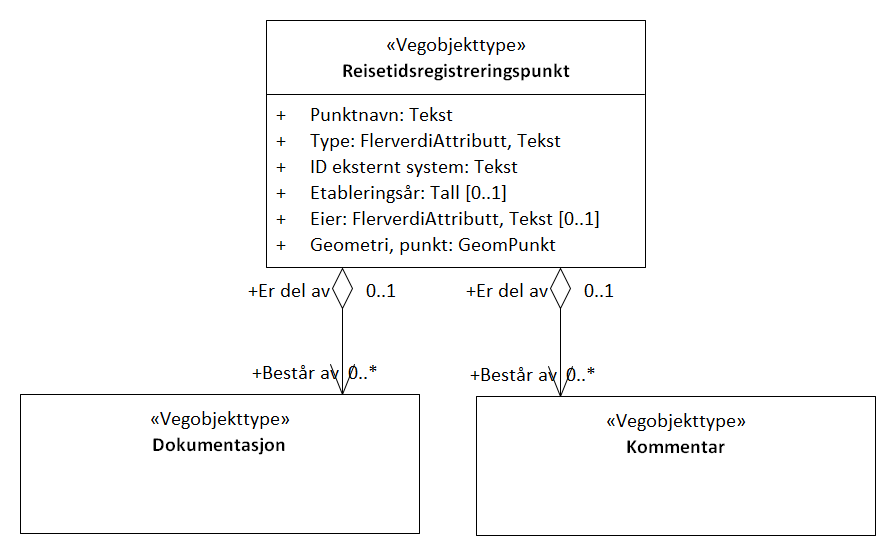 «Vegobjekttype»
Reisetidsregistreringspunkt
+ Punktnavn: Tekst
+ Type: FlerverdiAttributt, Tekst
+ ID eksternt system: Tekst
+ Etableringsår: Tall [0..1]
+ Eier: FlerverdiAttributt, Tekst [0..1]
+ Geometri, punkt: GeomPunkt
+Er del av 0..1
+Er del av 0..1
+Består av 0..*
+Består av 0..*
«Vegobjekttype»
Dokumentasjon
«Vegobjekttype»
Kommentar